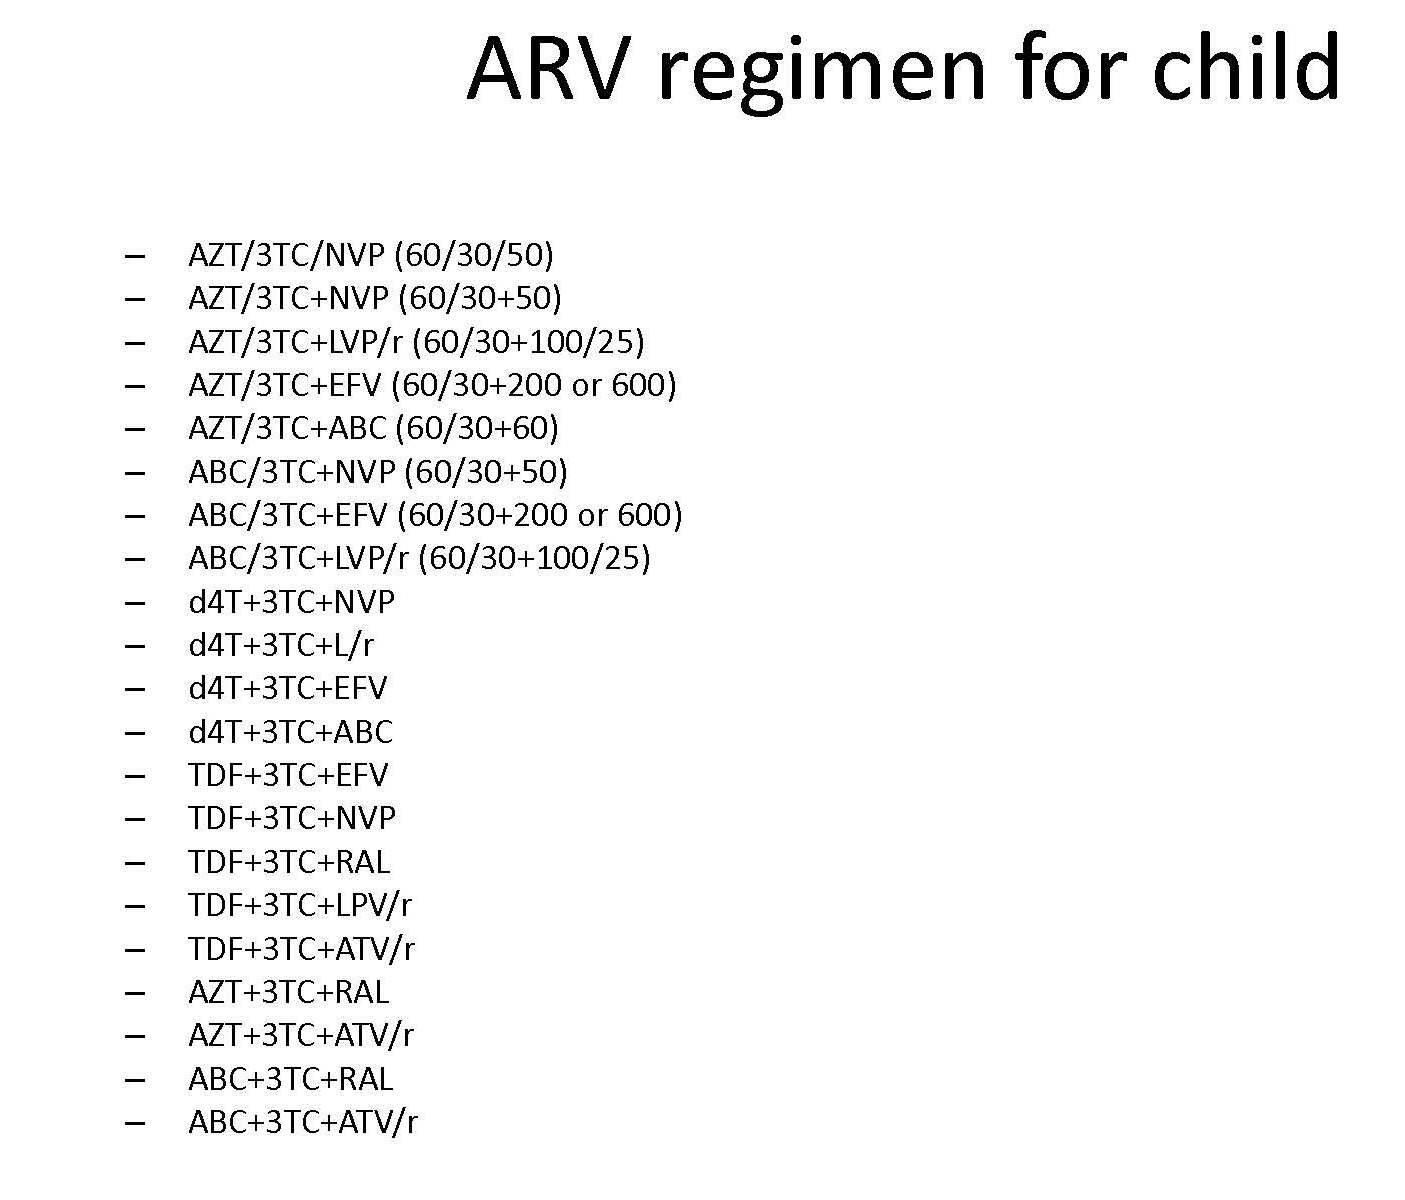 ARV regimen for child
– AZT/3TC/NVP (60/30/50)
– AZT/3TC+NVP (60/30+50)
– AZT/3TC+LVP/r (60/30+100/25)
– AZT/3TC+EFV (60/30+200 or 600)
– AZT/3TC+ABC (60/30+60)
– ABC/3TC+NVP (60/30+50)
– ABC/3TC+EFV (60/30+200 or 600)
– ABC/3TC+LVP/r (60/30+100/25)
– d4T+3TC+NVP
– d4T+3TC+L/r
– d4T+3TC+EFV
– d4T+3TC+ABC
– TDF+3TC+EFV
– TDF+3TC+NVP
– TDF+3TC+RAL
– TDF+3TC+LPV/r
– TDF+3TC+ATV/r
– AZT+3TC+RAL
– AZT+3TC+ATV/r
– ABC+3TC+RAL
– ABC+3TC+ATV/r